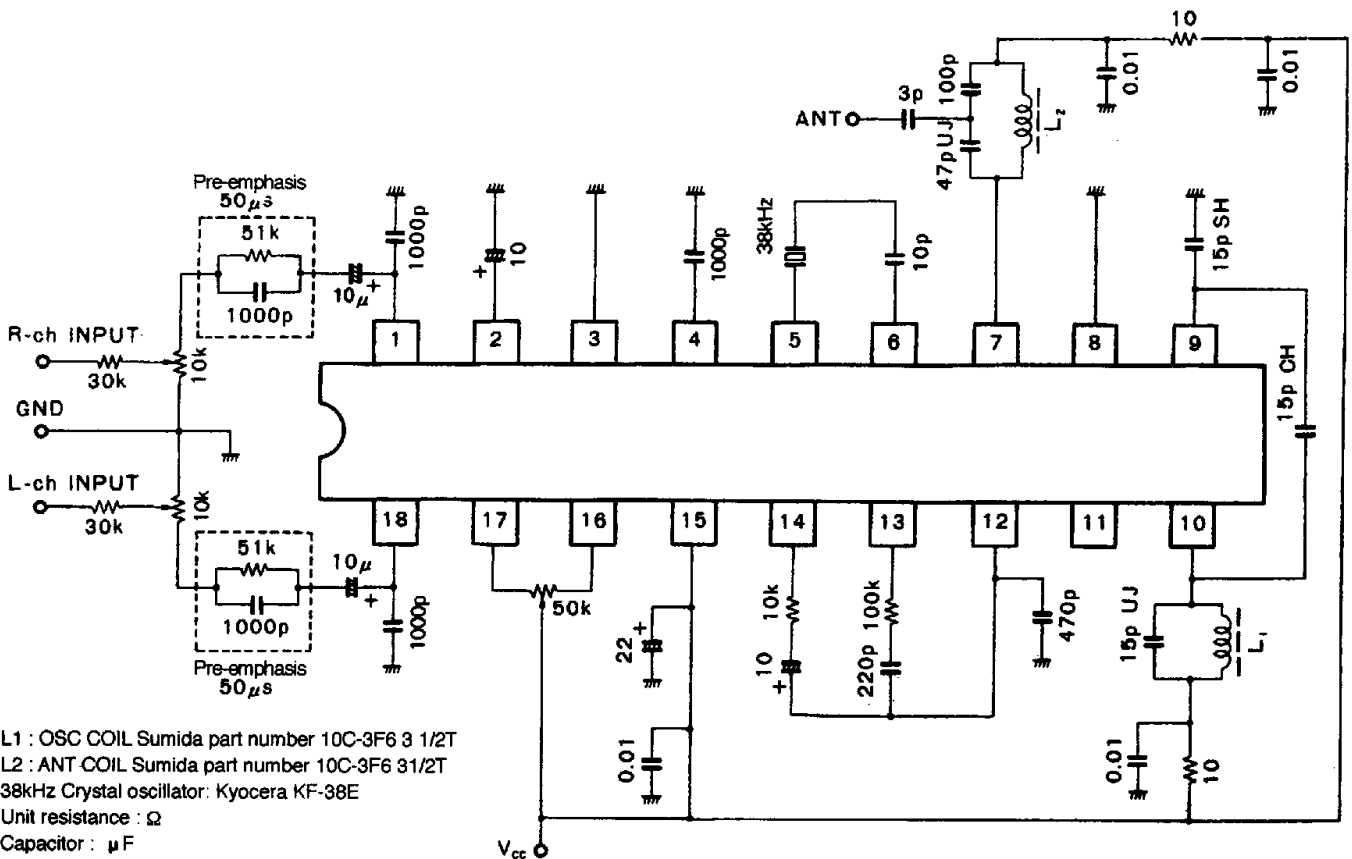 10
0.01
0.01
100p
3p
ANT
47p UJ
L₂
Pre-emphasis
50μs
51k
1000p
10μ
+
1000p
+
10
1000p
38kHz
10p
15p SH
R-ch INPUT
30k
10k
1
2
3
4
5
6
7
8
9
15p CH
GND
L-ch INPUT
30k
10k
18
17
16
15
14
13
12
11
10
51k
1000p
10μ
+
1000p
Pre-emphasis
50μs
50k
22
+
0.01
10k
10
+
100k
220p
470p
15p UJ
L₁
0.01
10
L1 : OSC COIL Sumida part number 10C-3F6 3 1/2T
L2 : ANT COIL Sumida part number 10C-3F6 31/2T
38kHz Crystal oscillator: Kyocera KF-38E
Unit resistance : Ω
Capacitor : μF
Vcc